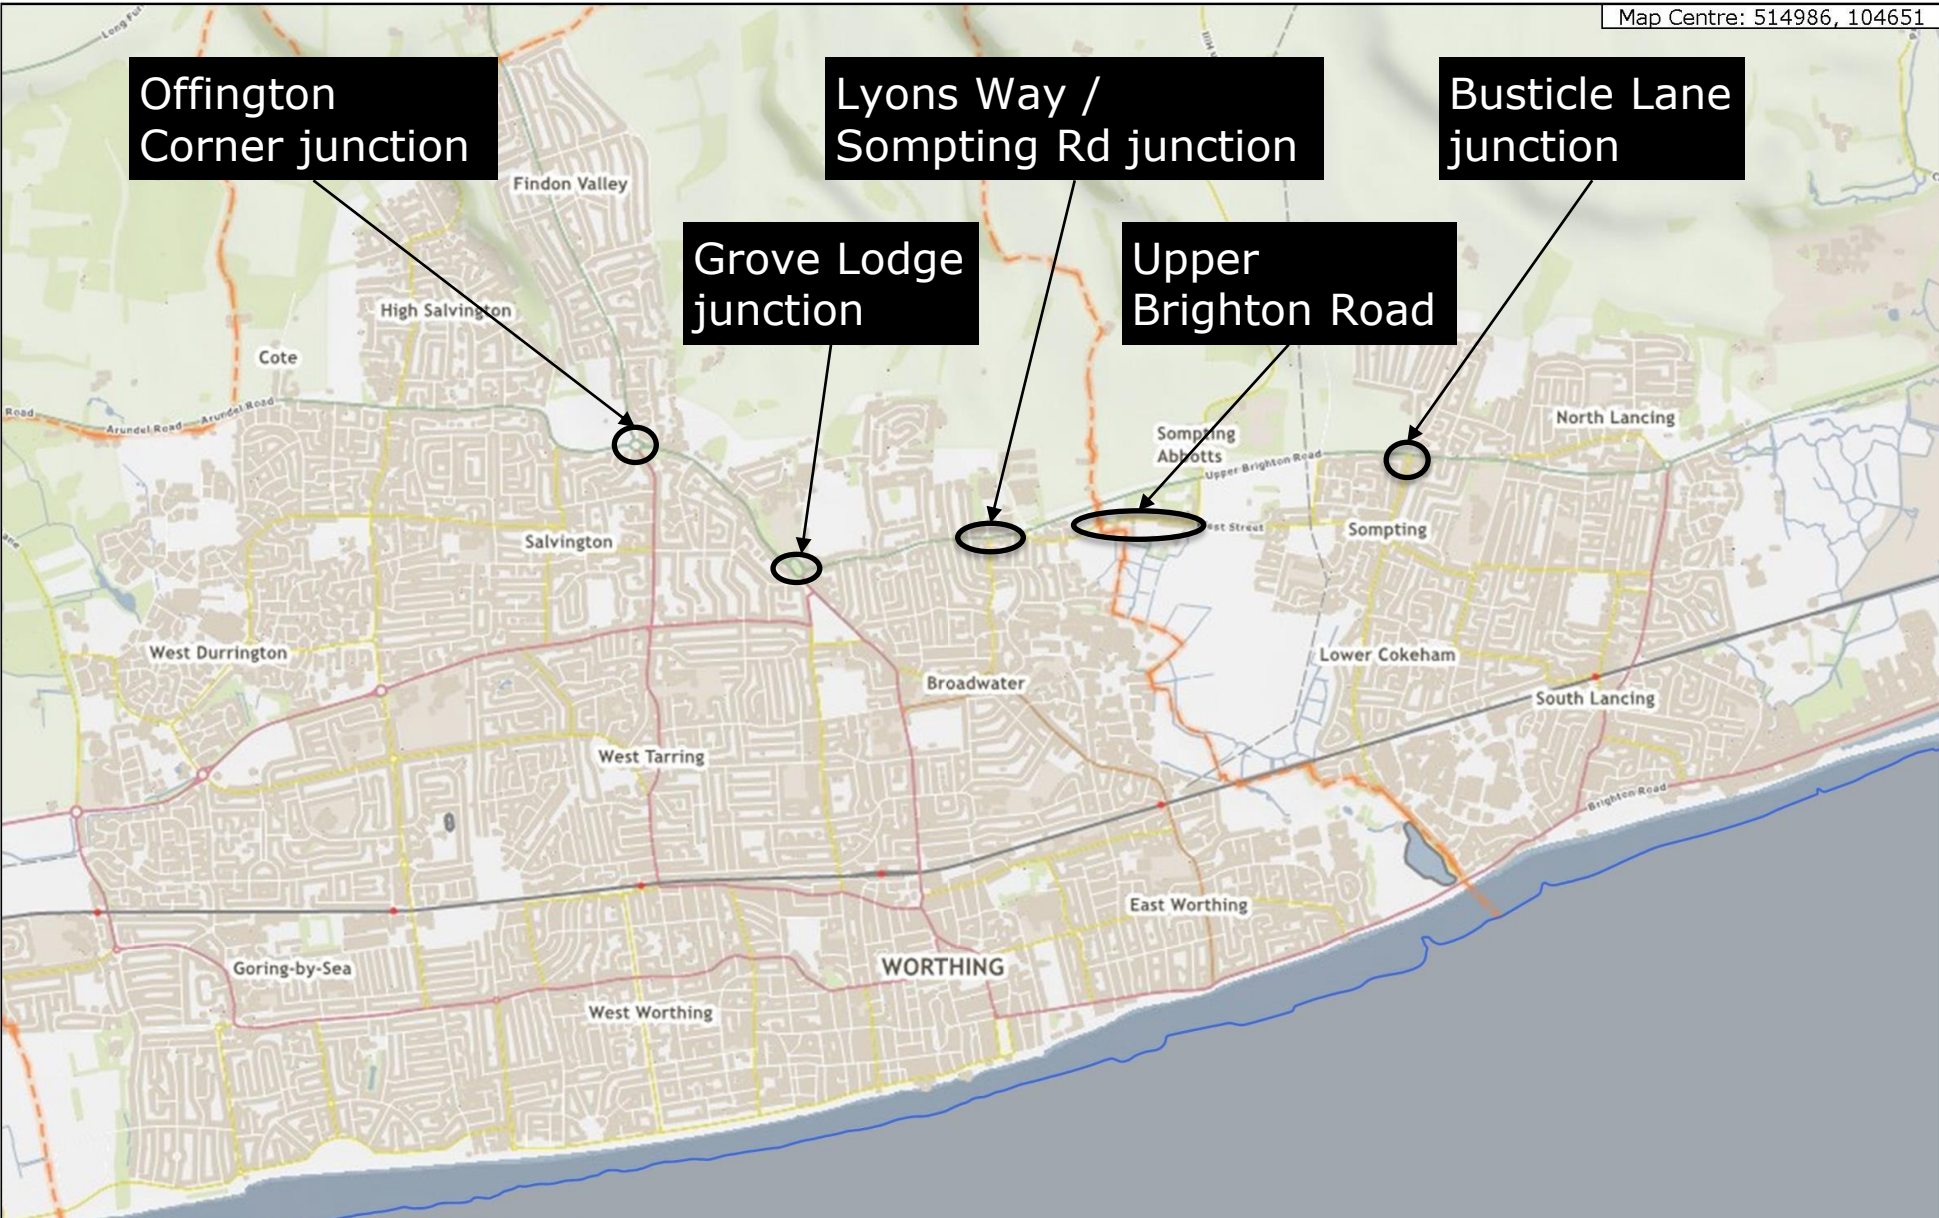 Map Centre: 514986, 104651
Offington
Corner junction
Lyons Way /
Sompting Rd junction
Busticle Lane
junction
Grove Lodge
junction
Upper
Brighton Road
Findon Valley
High Salvington
Cote
Road
Arundel Road
Arundel Road
North Lancing
Sompting
Abbotts
Upper Brighton Road
est Street
Sompting
Salvington
West Durrington
Broadwater
Lower Cokeham
South Lancing
West Tarring
Brighton Road
East Worthing
Goring-by-Sea
WORTHING
West Worthing